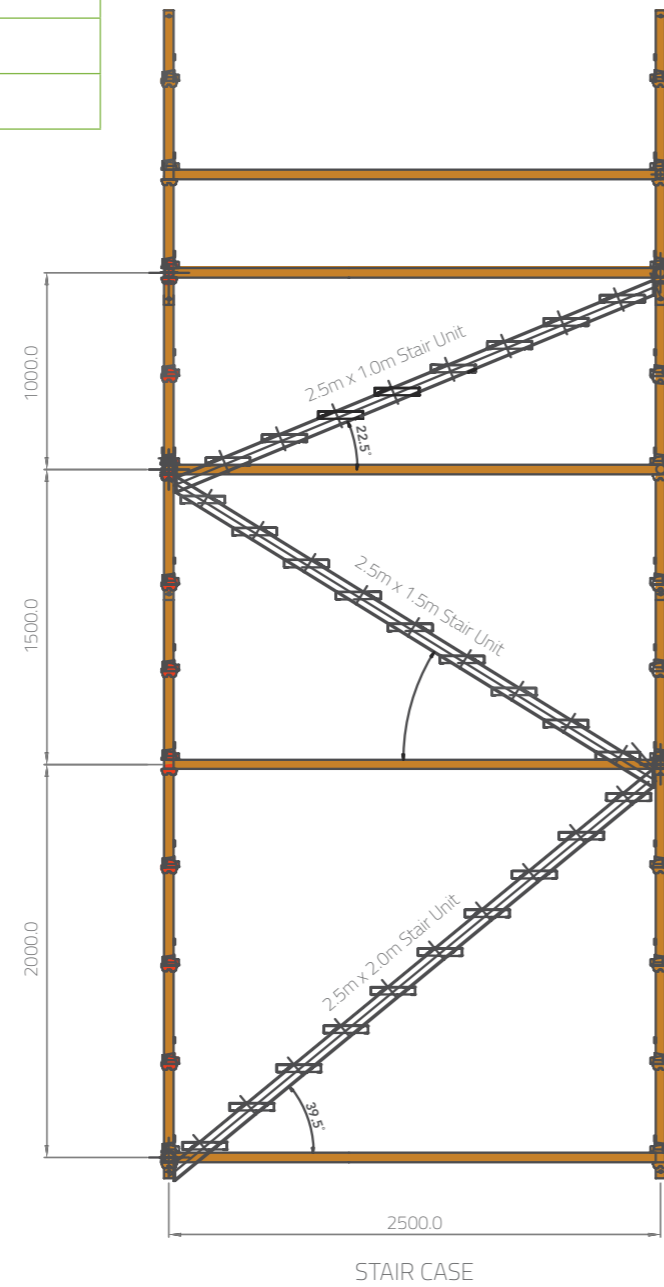 1000.0
2.5m x 1.0m Stair Unit
22.5°
1500.0
2.5m x 1.5m Stair Unit
2000.0
2.5m x 2.0m Stair Unit
39.5°
2500.0
STAIR CASE